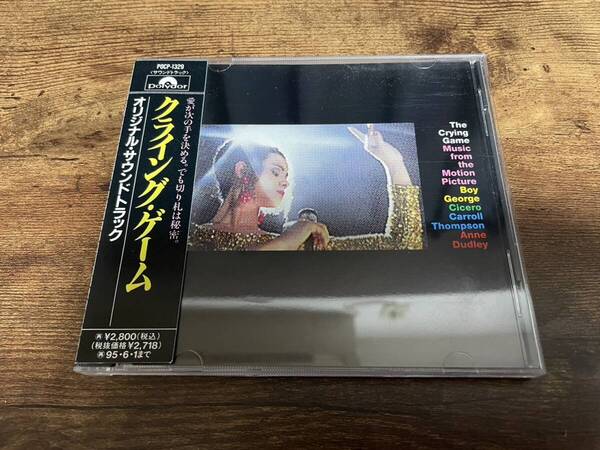 POCP-1329
〈サウンドトラック〉
polydor
愛が次の手を決める。でも切り札は秘密。
クライング・ゲーム
オリジナル・サウンドトラック
㋐¥2,800(税込)
(税抜価格¥2,718)
㋐95・6・1まで
The
Crying
Game
Music
from
the
Motion
Picture
Boy
George
Cicero
Carroll
Thompson
Anne
Dudley